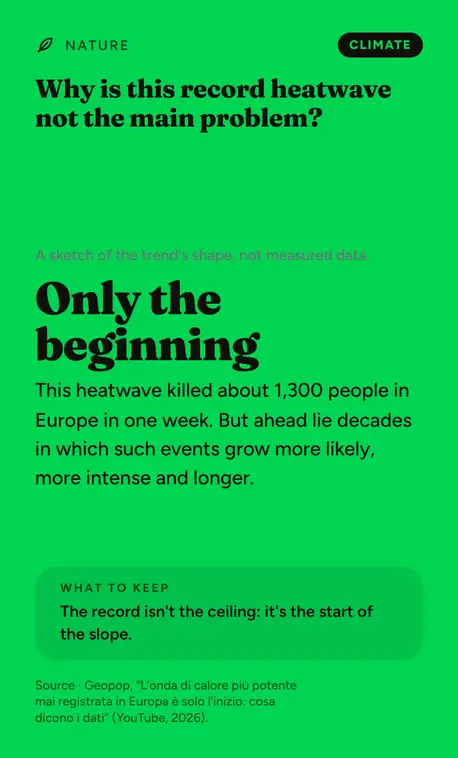 NATURE
CLIMATE
Why is this record heatwave
not the main problem?
A sketch of the trend's shape, not measured data.
Only the
beginning
This heatwave killed about 1,300 people in
Europe in one week. But ahead lie decades
in which such events grow more likely,
more intense and longer.
WHAT TO KEEP
The record isn't the ceiling: it's the start of
the slope.
Source · Geopop, "L'onda di calore più potente
mai registrata in Europa è solo l'inizio: cosa
dicono i dati" (YouTube, 2026).